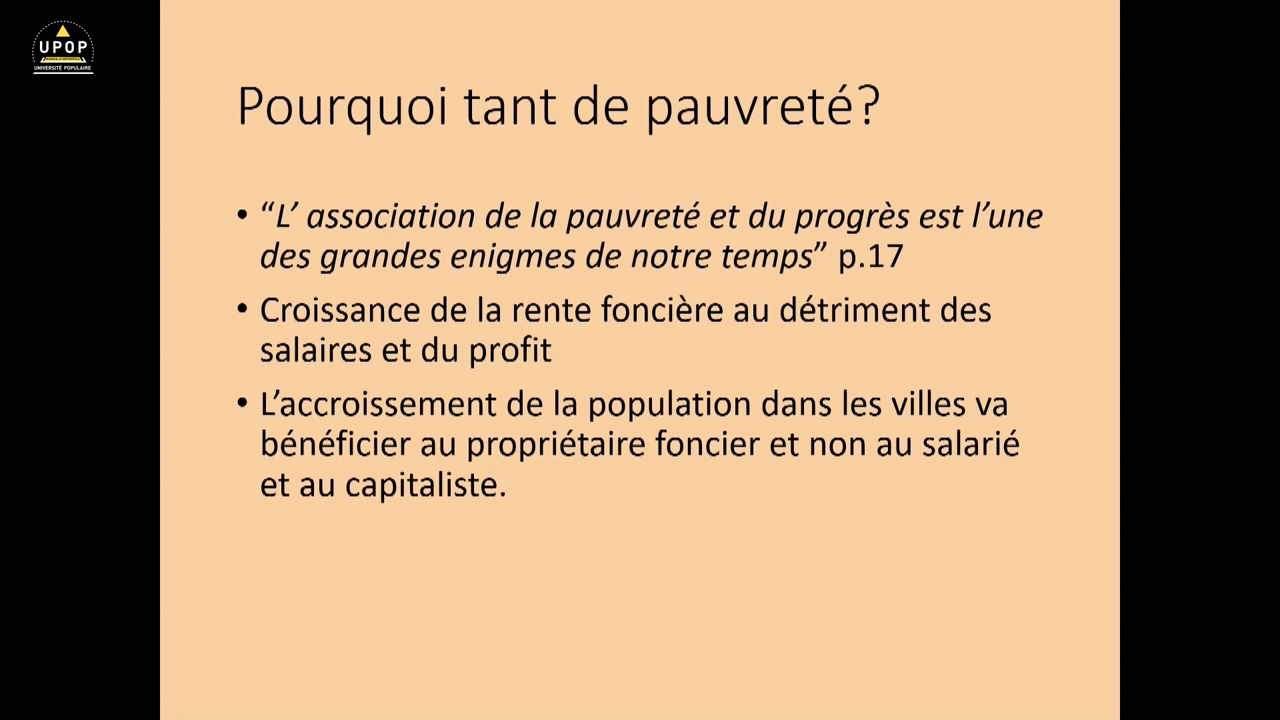 UPOP
UNIVERSITÉ POPULAIRE
Pourquoi tant de pauvreté?
• “L’ association de la pauvreté et du progrès est l’une
des grandes enigmes de notre temps” p.17
• Croissance de la rente foncière au détriment des
salaires et du profit
• L’accroissement de la population dans les villes va
bénéficier au propriétaire foncier et non au salarié
et au capitaliste.